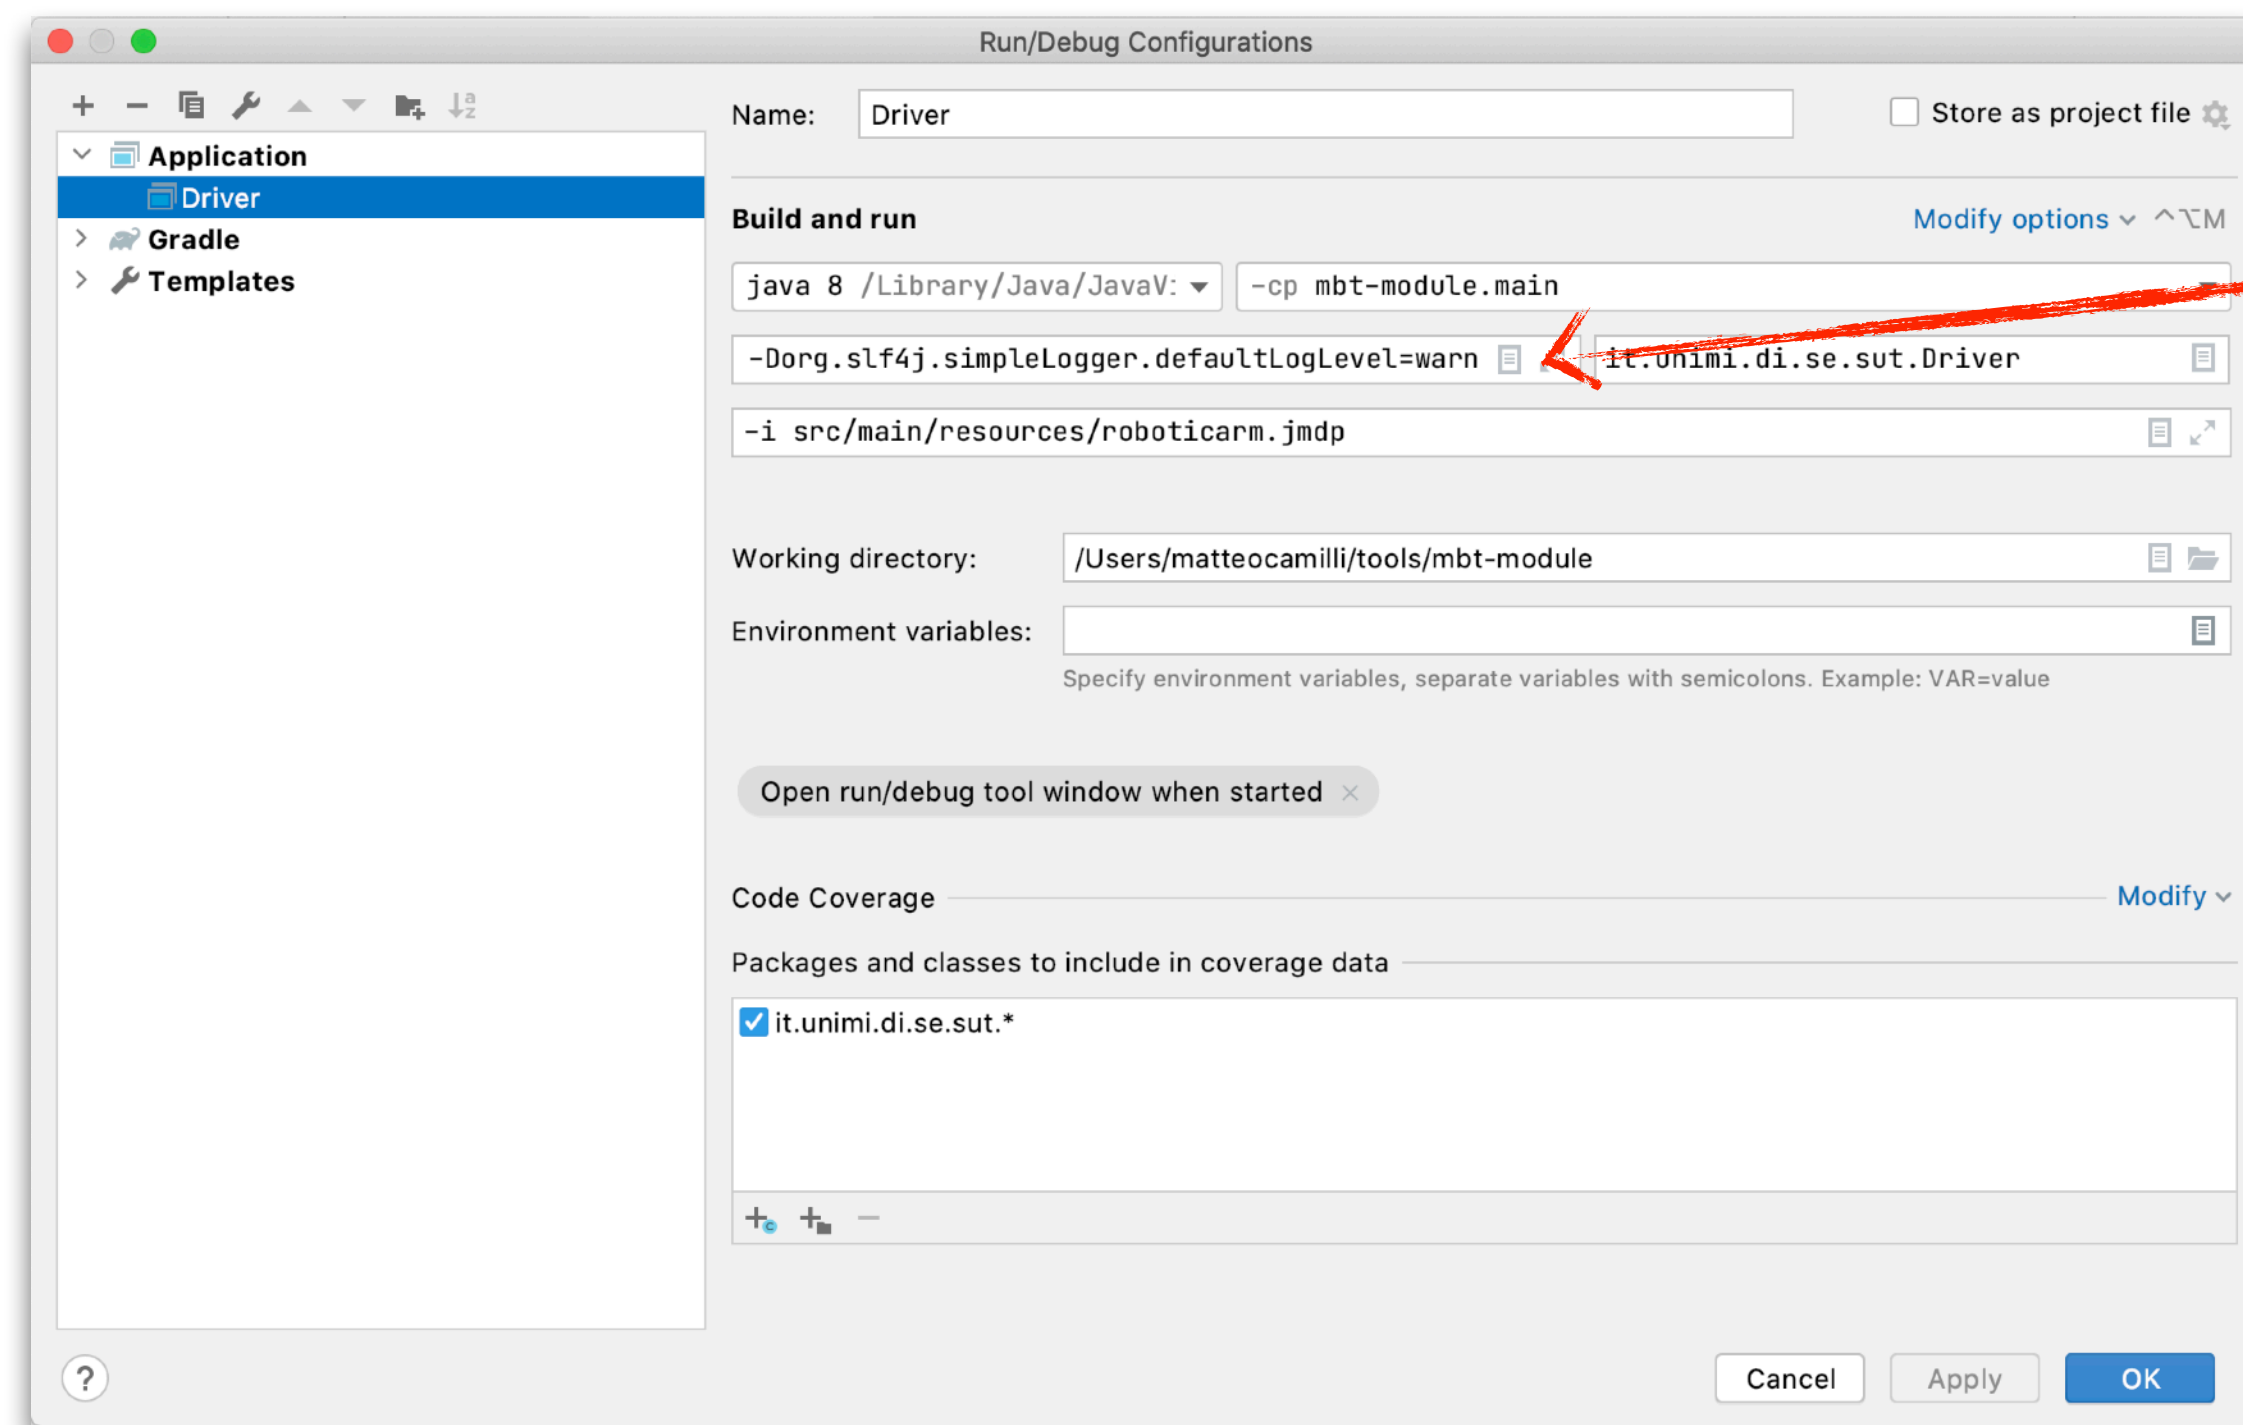 Run/Debug Configurations
Name: Driver Store as project file
Application
Driver
Gradle
Templates
Build and run Modify options ^⌥M
java 8 /Library/Java/JavaV: -cp mbt-module.main
-Dorg.slf4j.simpleLogger.defaultLogLevel=warn it.unimi.di.se.sut.Driver
-i src/main/resources/roboticarm.jmdp
Working directory: /Users/matteocamilli/tools/mbt-module
Environment variables:
Specify environment variables, separate variables with semicolons. Example: VAR=value
Open run/debug tool window when started
Code Coverage Modify
Packages and classes to include in coverage data
it.unimi.di.se.sut.*
? Cancel Apply OK